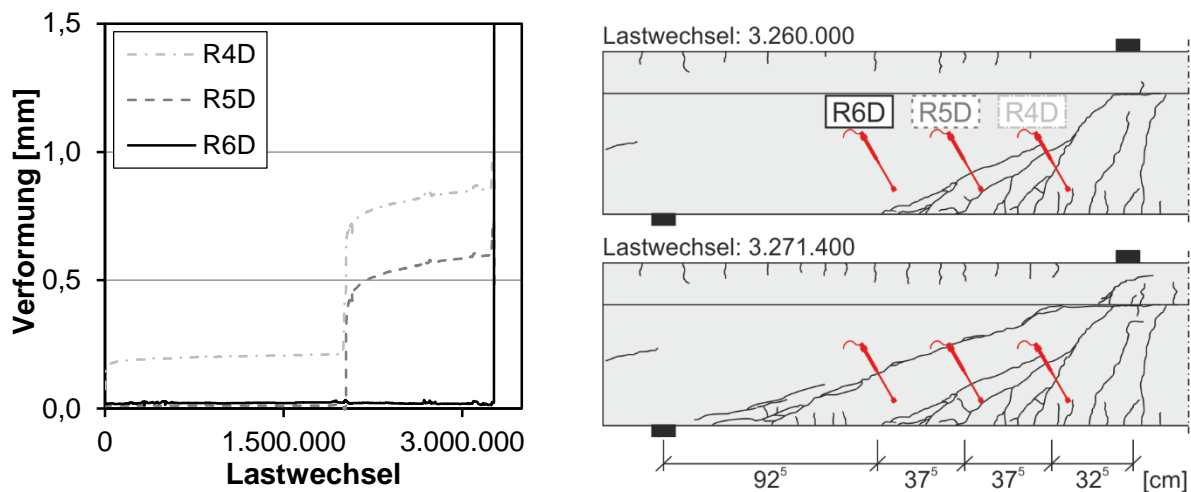 Verformung [mm]
1,5
1,0
0,5
0,0
R4D
R5D
R6D
0
1.500.000
3.000.000
Lastwechsel
Lastwechsel: 3.260.000
R6D
R5D
R4D
Lastwechsel: 3.271.400
92⁵
37⁵
37⁵
32⁵
[cm]